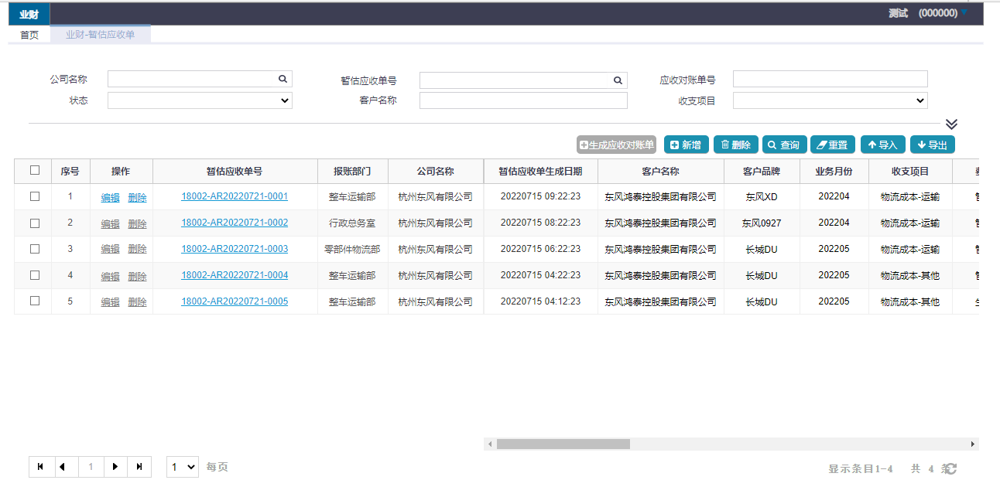 业财 测试 (000000)
首页 业财-暂估应收单
公司名称 暂估应收单号 应收对账单号
状态 客户名称 收支项目
生成应收对账单 新增 删除 查询 重置 导入 导出
序号 操作 暂估应收单号 报账部门 公司名称 暂估应收单生成日期 客户名称 客户品牌 业务月份 收支项目
1 编辑 删除 18002-AR20220721-0001 整车运输部 杭州东风有限公司 20220715 09:22:23 东风鸿泰控股集团有限公司 东风XD 202204 物流成本-运输
2 编辑 删除 18002-AR20220721-0002 行政总务室 杭州东风有限公司 20220715 08:22:23 东风鸿泰控股集团有限公司 东风0927 202204 物流成本-运输
3 编辑 删除 18002-AR20220721-0003 零部件物流部 杭州东风有限公司 20220715 06:22:23 东风鸿泰控股集团有限公司 长城DU 202205 物流成本-运输
4 编辑 删除 18002-AR20220721-0004 整车运输部 杭州东风有限公司 20220715 04:22:23 东风鸿泰控股集团有限公司 长城DU 202205 物流成本-其他
5 编辑 删除 18002-AR20220721-0005 整车运输部 杭州东风有限公司 20220715 04:12:23 东风鸿泰控股集团有限公司 长城DU 202205 物流成本-其他
1 1 每页 显示条目1-4 共 4 条